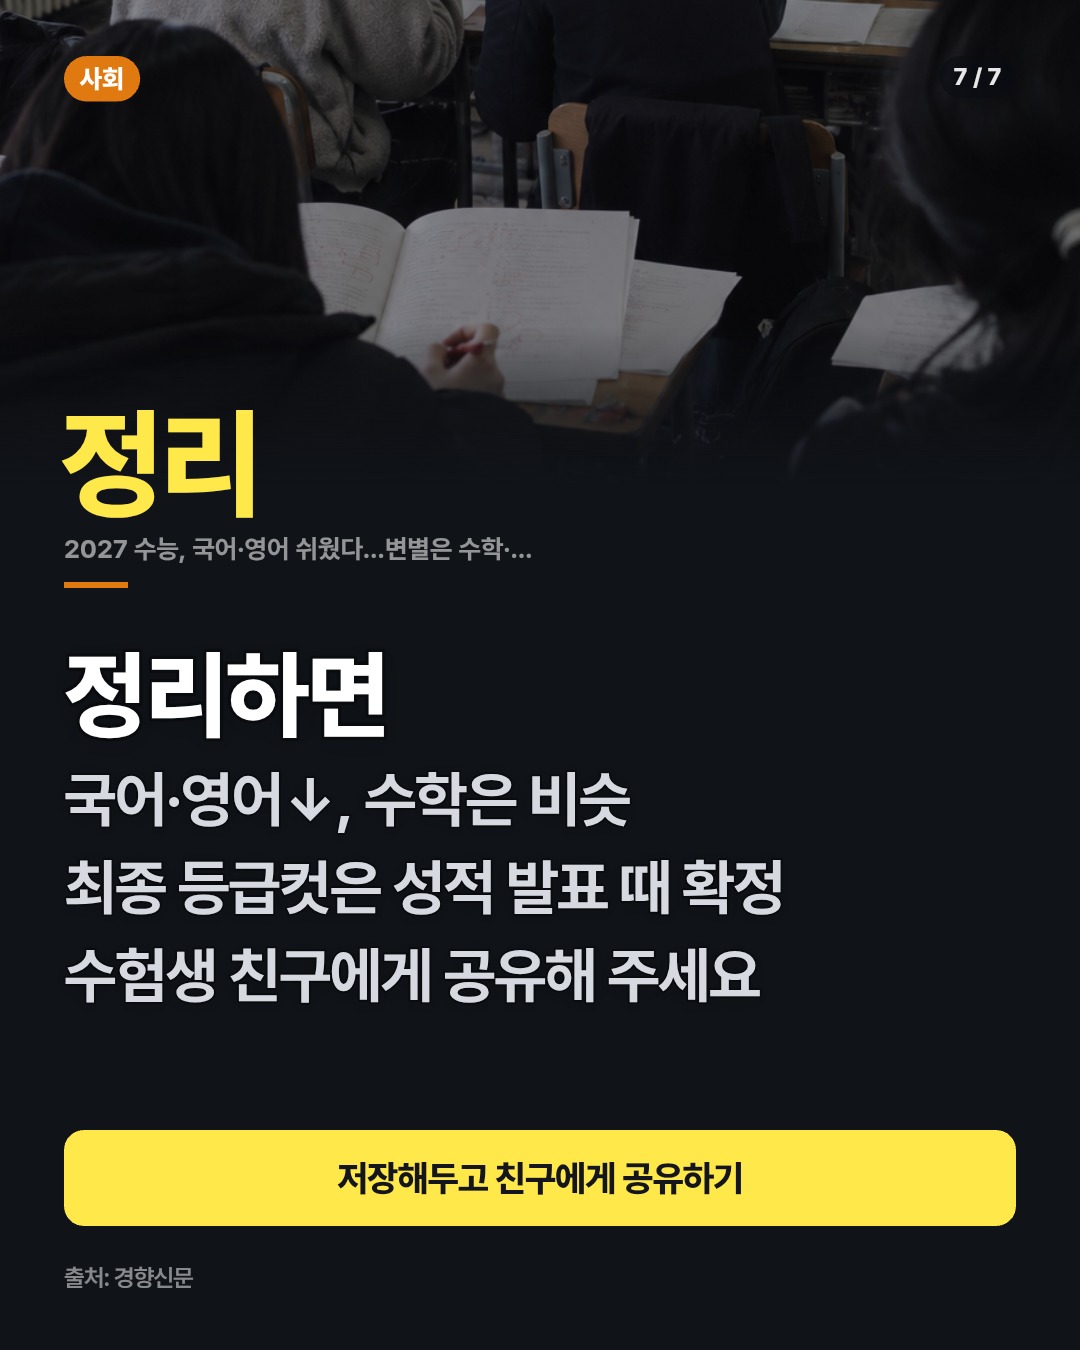 사회
7 / 7
정리
2027 수능, 국어·영어 쉬웠다...변별은 수학·...
정리하면
국어·영어↓, 수학은 비슷
최종 등급컷은 성적 발표 때 확정
수험생 친구에게 공유해 주세요
저장해두고 친구에게 공유하기
출처: 경향신문